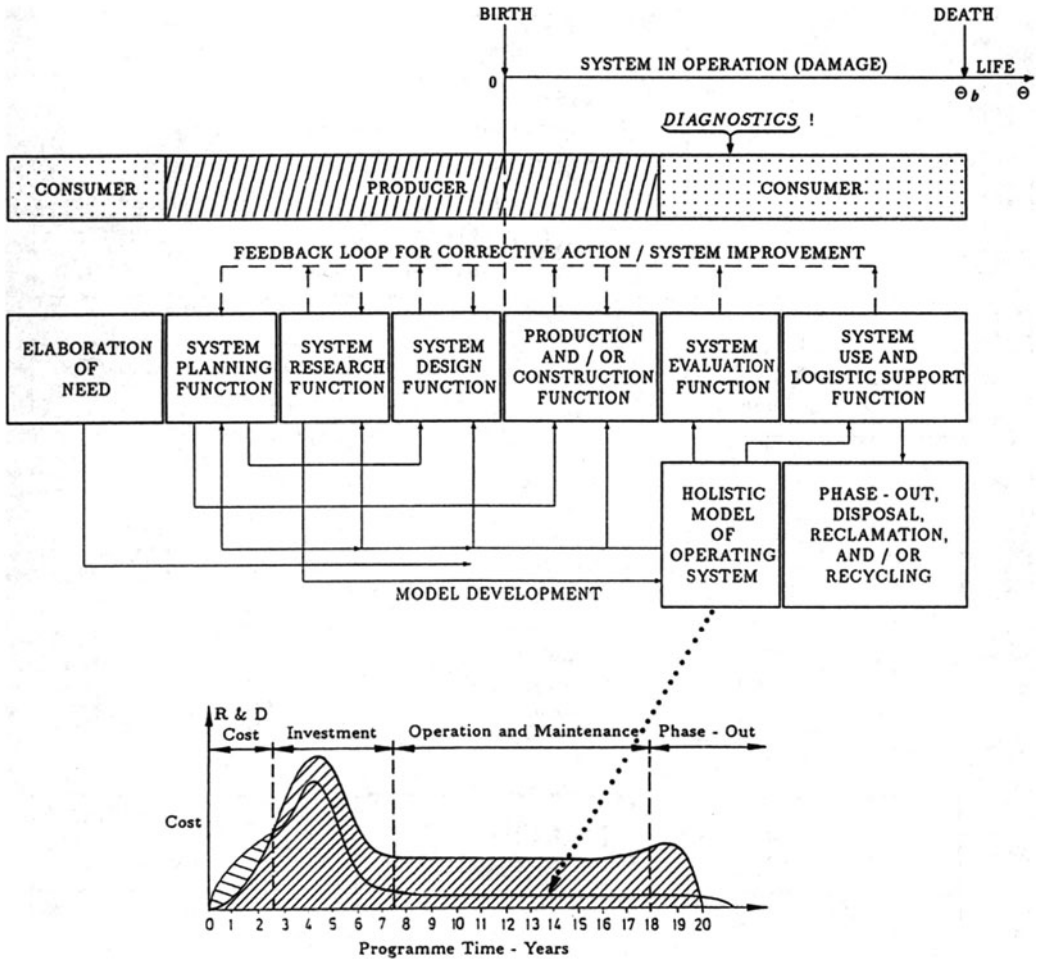 BIRTH
DEATH
SYSTEM IN OPERATION (DAMAGE)
LIFE
0
Θb
Θ
DIAGNOSTICS !
CONSUMER
PRODUCER
CONSUMER
FEEDBACK LOOP FOR CORRECTIVE ACTION / SYSTEM IMPROVEMENT
ELABORATION
OF
NEED
SYSTEM
PLANNING
FUNCTION
SYSTEM
RESEARCH
FUNCTION
SYSTEM
DESIGN
FUNCTION
PRODUCTION
AND / OR
CONSTRUCTION
FUNCTION
SYSTEM
EVALUATION
FUNCTION
SYSTEM
USE AND
LOGISTIC SUPPORT
FUNCTION
HOLISTIC
MODEL
OF
OPERATING
SYSTEM
PHASE - OUT,
DISPOSAL,
RECLAMATION,
AND / OR
RECYCLING
MODEL DEVELOPMENT
R & D
Cost
Investment
Operation and Maintenance
Phase - Out
Cost
0 1 2 3 4 5 6 7 8 9 10 11 12 13 14 15 16 17 18 19 20
Programme Time - Years